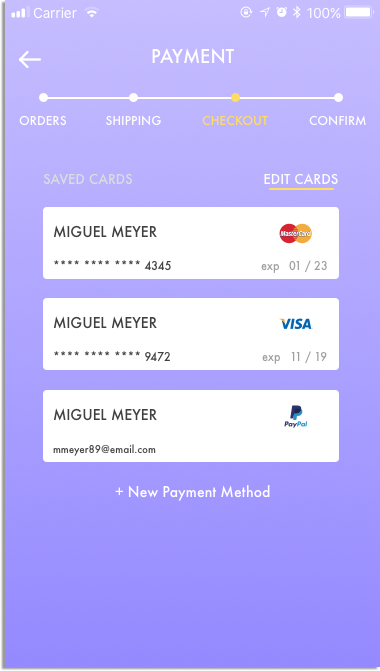 Carrier 100%
PAYMENT
ORDERS SHIPPING CHECKOUT CONFIRM
SAVED CARDS EDIT CARDS
MIGUEL MEYER MasterCard
**** **** **** 4345 exp 01 / 23
MIGUEL MEYER VISA
**** **** **** 9472 exp 11 / 19
MIGUEL MEYER PayPal
mmeyer89@email.com
+ New Payment Method